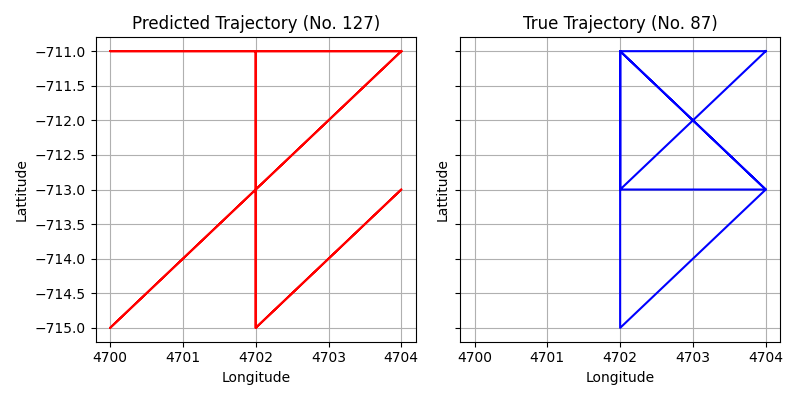 Predicted Trajectory (No. 127)
−711.0
−711.5
−712.0
−712.5
−713.0
−713.5
−714.0
−714.5
−715.0
Lattitude
4700 4701 4702 4703 4704
Longitude
True Trajectory (No. 87)
Lattitude
4700 4701 4702 4703 4704
Longitude